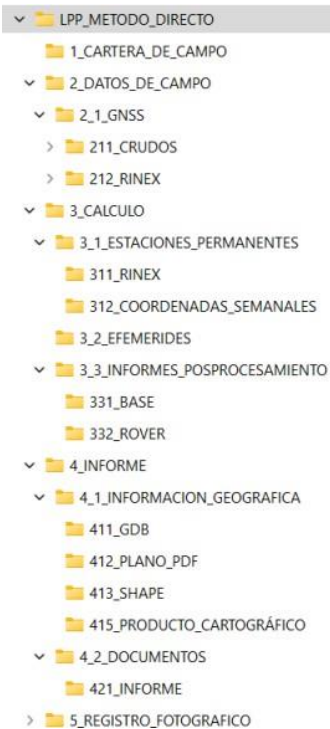 LPP_METODO_DIRECTO
1_CARTERA_DE_CAMPO
2_DATOS_DE_CAMPO
2_1_GNSS
211_CRUDOS
212_RINEX
3_CALCULO
3_1_ESTACIONES_PERMANENTES
311_RINEX
312_COORDENADAS_SEMANALES
3_2_EFEMERIDES
3_3_INFORMES_POSPROCESAMIENTO
331_BASE
332_ROVER
4_INFORME
4_1_INFORMACION_GEOGRAFICA
411_GDB
412_PLANO_PDF
413_SHAPE
415_PRODUCTO_CARTOGRÁFICO
4_2_DOCUMENTOS
421_INFORME
5_REGISTRO_FOTOGRAFICO